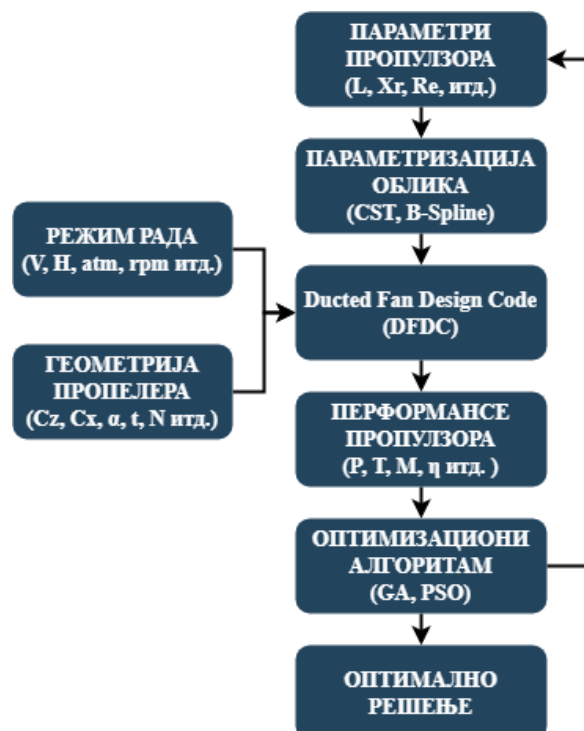 ПАРАМЕТРИ
ПРОПУЛЗОРА
(L, Xr, Re, итд.)
ПАРАМЕТРИЗАЦИЈА
ОБЛИКА
(CST, B-Spline)
РЕЖИМ РАДА
(V, H, atm, rpm итд.)
ГЕОМЕТРИЈА
ПРОПЕЛЕРА
(Cz, Cx, α, t, N итд.)
Ducted Fan Design Code
(DFDC)
ПЕРФОРМАНСЕ
ПРОПУЛЗОРА
(P, T, M, η итд. )
ОПТИМИЗАЦИОНИ
АЛГОРИТАМ
(GA, PSO)
ОПТИМАЛНО
РЕШЕЊЕ